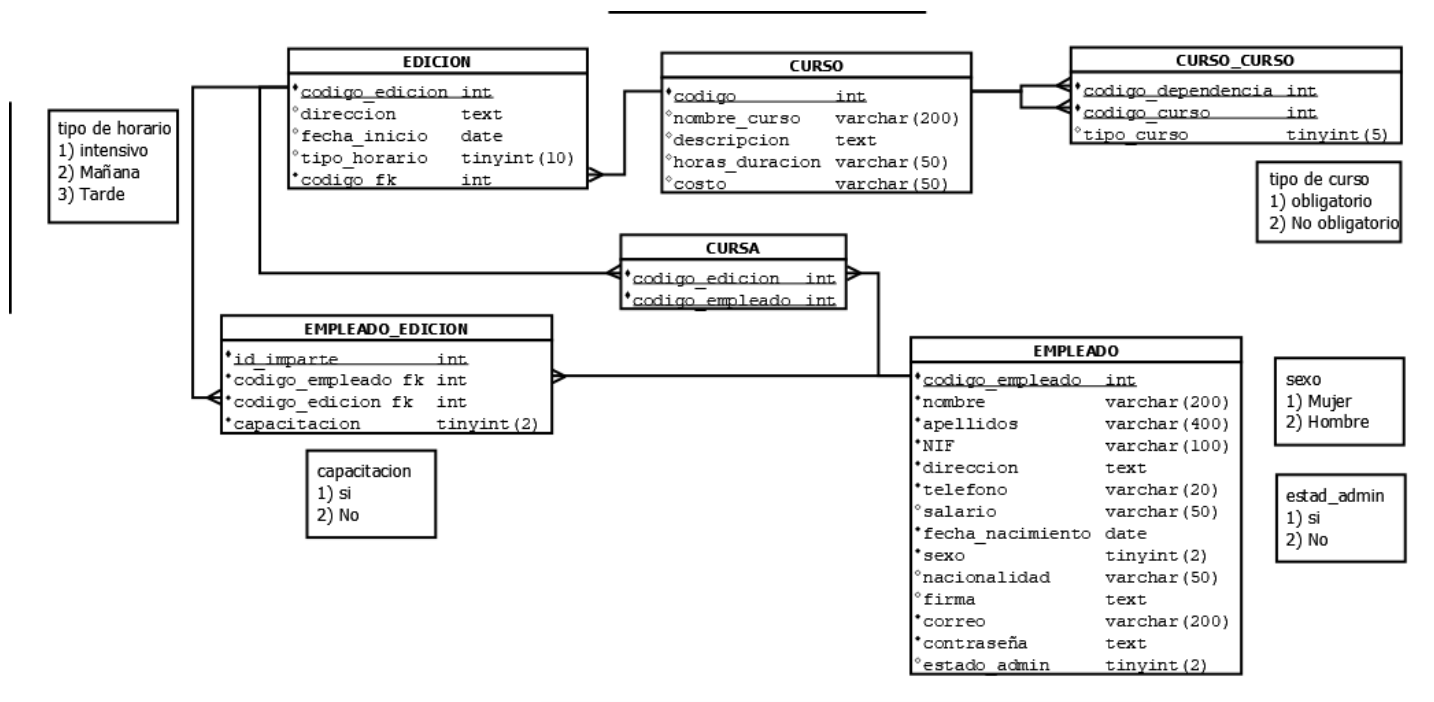 EDICION
codigo_edicion int
direccion text
fecha_inicio date
tipo_horario tinyint(10)
codigo fk int
CURSO
codigo int
nombre_curso varchar(200)
descripcion text
horas_duracion varchar(50)
costo varchar(50)
CURSO_CURSO
codigo_dependencia int
codigo_curso int
tipo_curso tinyint(5)
tipo de horario
1) intensivo
2) Mañana
3) Tarde
tipo de curso
1) obligatorio
2) No obligatorio
CURSA
codigo_edicion int
codigo_empleado int
EMPLEADO_EDICION
id_imparte int
codigo_empleado fk int
codigo_edicion fk int
capacitacion tinyint(2)
capacitacion
1) si
2) No
EMPLEADO
codigo_empleado int
nombre varchar(200)
apellidos varchar(400)
NIF varchar(100)
direccion text
telefono varchar(20)
salario varchar(50)
fecha_nacimiento date
sexo tinyint(2)
nacionalidad varchar(50)
firma text
correo varchar(200)
contraseña text
estado_admin tinyint(2)
sexo
1) Mujer
2) Hombre
estad_admin
1) si
2) No